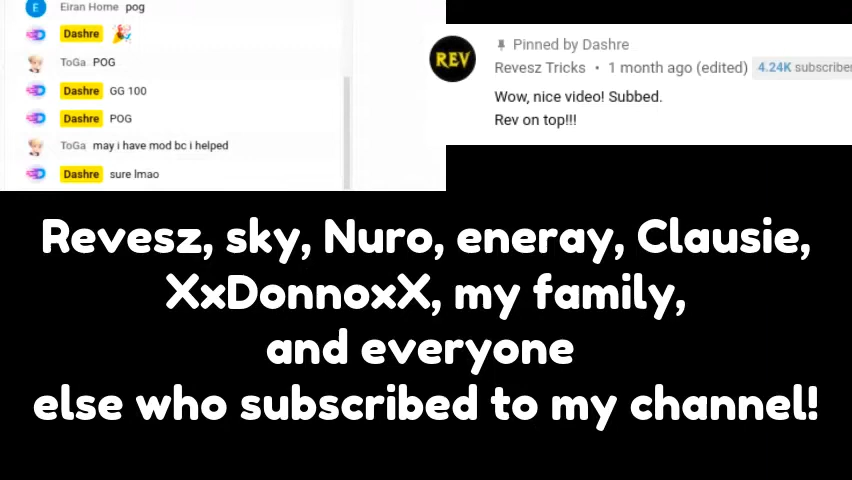 E Eiran Home pog
Dashre 🎉
ToGa POG
Dashre GG 100
Dashre POG
ToGa may i have mod bc i helped
Dashre sure lmao
REV
Pinned by Dashre
Revesz Tricks • 1 month ago (edited) 4.24K subscriber
Wow, nice video! Subbed.
Rev on top!!!
Revesz, sky, Nuro, eneray, Clausie,
XxDonnoxX, my family,
and everyone
else who subscribed to my channel!